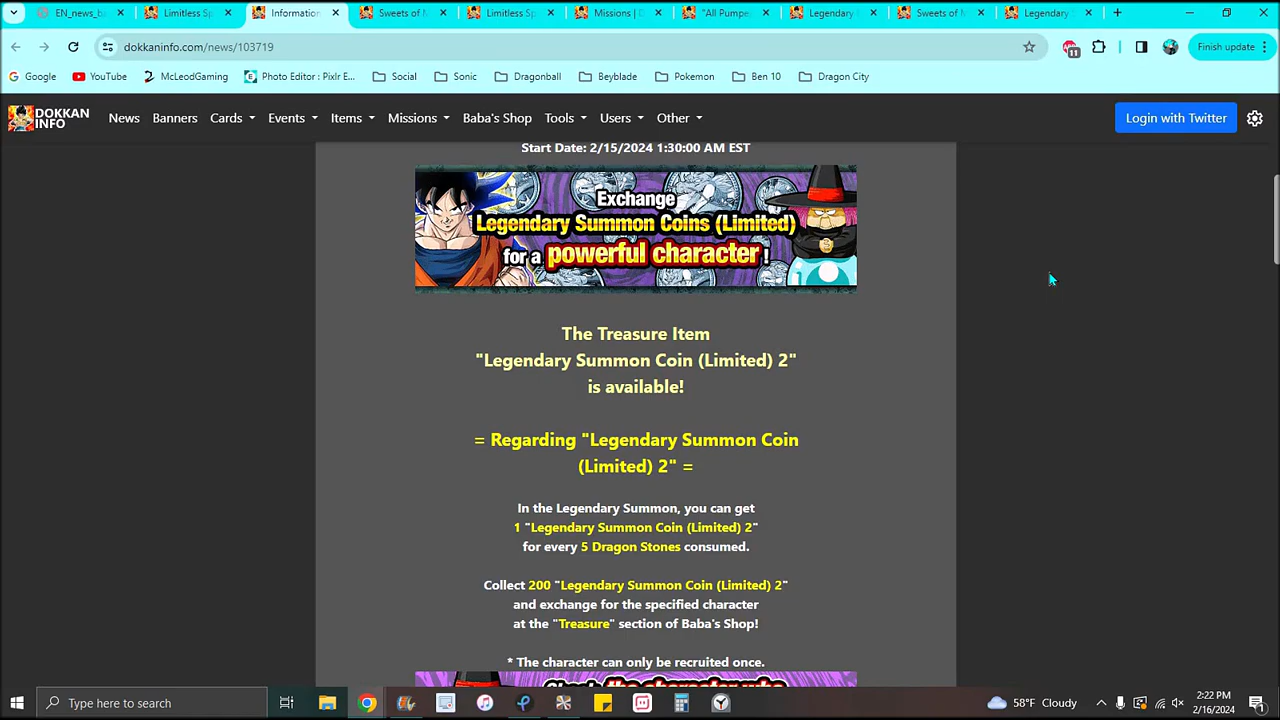 EN_news_ba
Limitless Sp
Information
Sweets of M
Limitless Sp
Missions | D
"All Pumpe
Legendary
Sweets of M
Legendary
dokkaninfo.com/news/103719
11
Finish update
Google
YouTube
McLeodGaming
Photo Editor : Pixlr E...
Social
Sonic
Dragonball
Beyblade
Pokemon
Ben 10
Dragon City
DOKKAN
INFO
News
Banners
Cards
Events
Items
Missions
Baba's Shop
Tools
Users
Other
Login with Twitter
Start Date: 2/15/2024 1:30:00 AM EST
Exchange
Legendary Summon Coins (Limited)
for a powerful character!
The Treasure Item
"Legendary Summon Coin (Limited) 2"
is available!
= Regarding "Legendary Summon Coin
(Limited) 2" =
In the Legendary Summon, you can get
1 "Legendary Summon Coin (Limited) 2"
for every 5 Dragon Stones consumed.
Collect 200 "Legendary Summon Coin (Limited) 2"
and exchange for the specified character
at the "Treasure" section of Baba's Shop!
* The character can only be recruited once.
Check the character who
Type here to search
58°F Cloudy
2:22 PM
2/16/2024
1